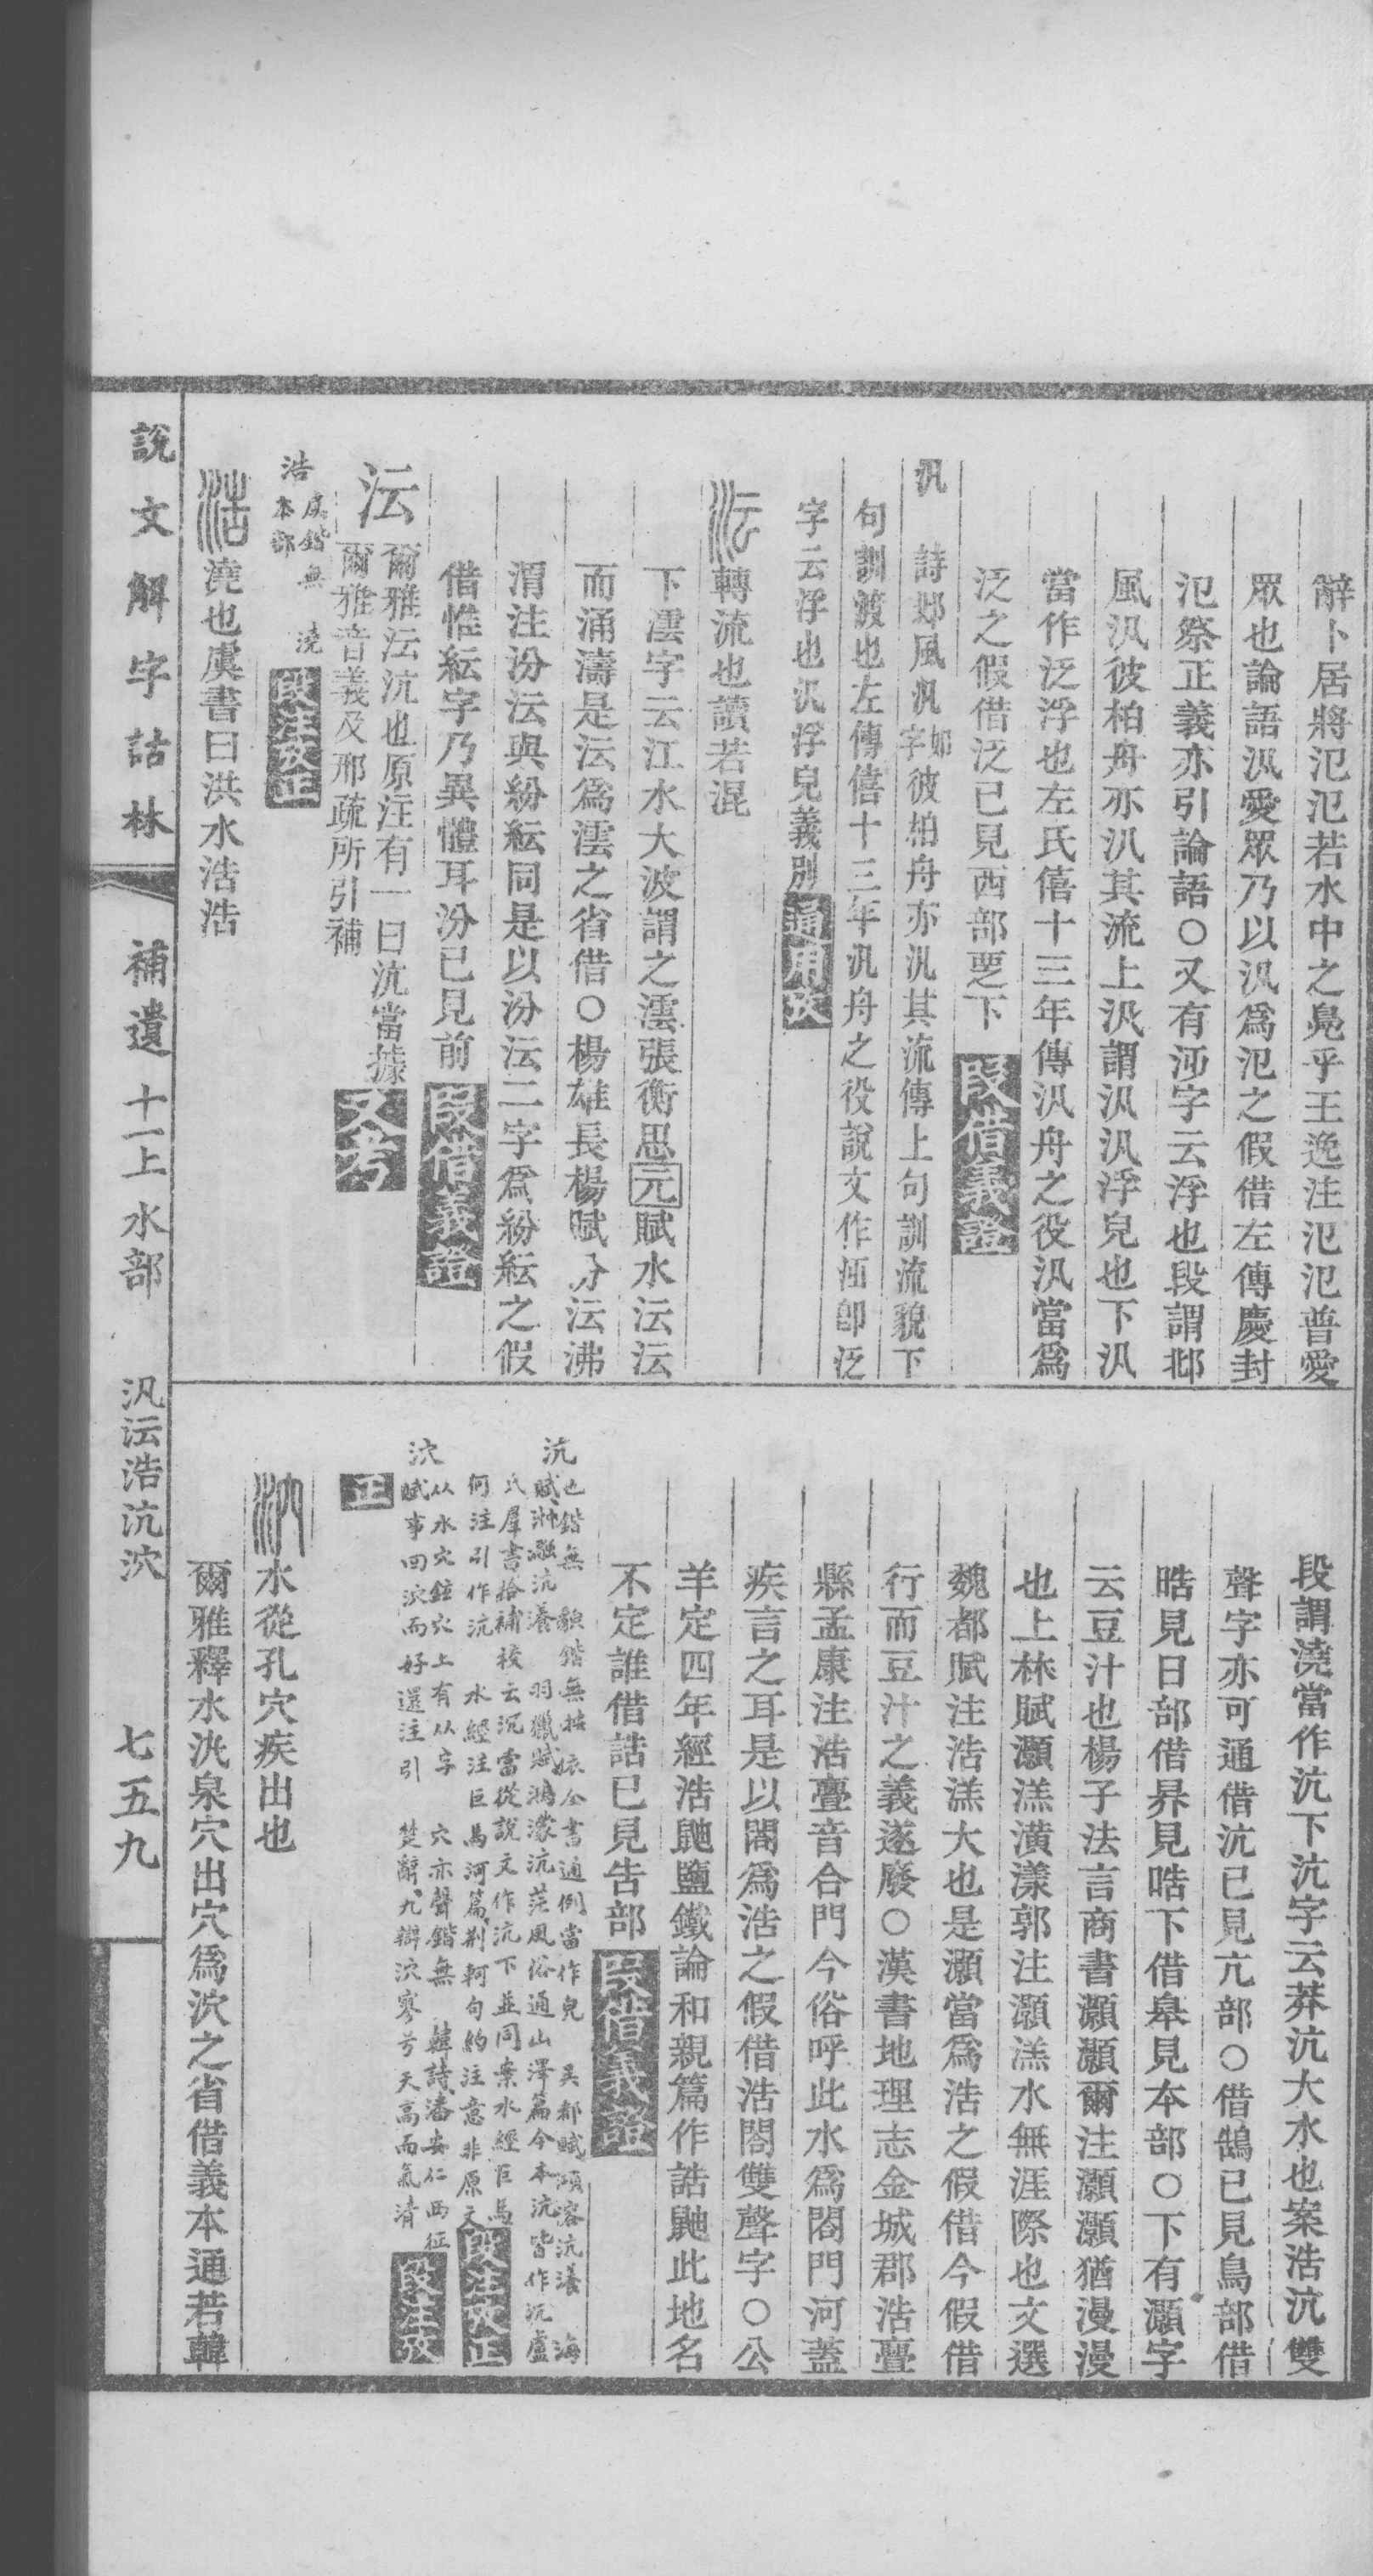 辭卜居將氾氾若水中之鳧乎王逸注氾氾普愛
眾也論語汎愛眾乃以汎爲氾之假借左傳慶封
氾祭正義亦引論語○又有洅字云浮也段謂邶
風汎彼柏舟亦汎其流上汎謂汎汎浮皃也下汎
當作泛浮也左氏僖十三年傳汎舟之役汎當爲
泛之假借泛已見西部覂下 段借義證
汎 詩邶風汎字如彼柏舟亦汎其流傳上句訓流貌下
句訓渡也左傳僖十三年汎舟之役說文作洅卽泛
字云浮也汎浮皃義別 通用攷
沄 轉流也讀若混
下澐字云江水大波謂之澐張衡思元賦水沄沄
而涌濤是沄爲澐之省借○楊雄長楊賦汾沄沸
渭注汾沄與紛紜同是以汾沄二字爲紛紜之假
借惟紜字乃異體耳汾已見前 段借義證
沄 爾雅沄沆也原注有一曰沆當據
爾雅音義及邢疏所引補 又考
浩 虞鍇無 澆
本部 段注攷正
浩 澆也虞書曰洪水浩浩
段謂澆當作沆下沆字云莽沆大水也案浩沆雙
聲字亦可通借沆已見亢部○借鵠已見鳥部借
晧見日部借昦見晧下借皋見本部○下有灝字
云豆汁也楊子法言商書灝灝爾注灝灝猶漫漫
也上林賦灝溔潢漾郭注灝溔水無涯際也文選
魏都賦注浩溔大也是灝當爲浩之假借今假借
行而豆汁之義遂廢○漢書地理志金城郡浩亹
縣孟康注浩亹音合門今俗呼此水爲閤門河蓋
疾言之耳是以閤爲浩之假借浩閤雙聲字○公
羊定四年經浩䶂鹽鐵論和親篇作誥䶂此地名
不定誰借誥已見告部 段借義證
沆 也鍇無 貌鍇無按依全書通例當作皃 吳都賦澒溶沆瀁 海
賦沖瀜沆瀁 羽獵賦鴻濛沆茫風俗通山澤篇今本沆皆作沉盧
氏羣書拾補校云沉當從說文作沆下並同案水經巨馬
何注引作沆 水經注巨馬河篇荆軻句約注意非原文 段注攷正
泬 从水穴鉉穴上有从字 穴亦聲鍇無 韓詩潘安仁西征
賦事回泬而好還注引 楚辭九辯泬寥兮天高而氣清 段注攷
正
泬 水從孔穴疾出也
爾雅釋水氿泉穴出穴爲泬之省借義本通若韓
說文解字詁林 補遺 十一上水部 汎沄浩沆泬 七五九